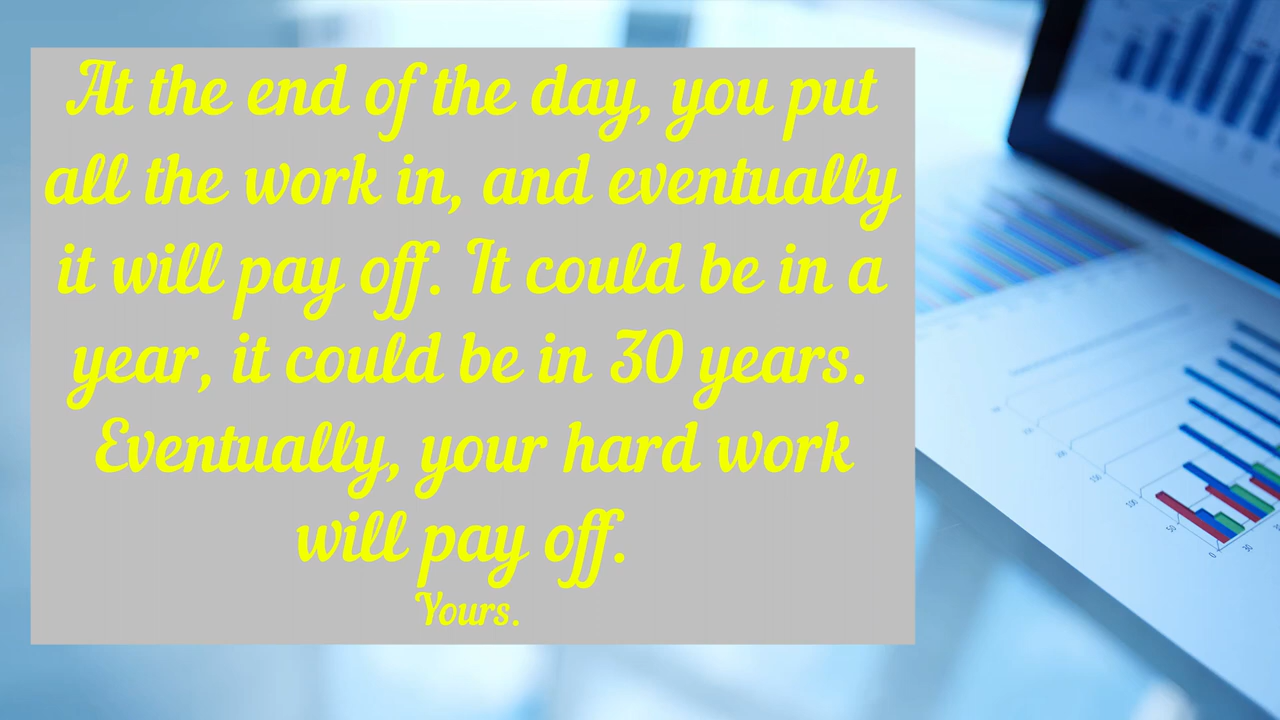 At the end of the day, you put
all the work in, and eventually
it will pay off. It could be in a
year, it could be in 30 years.
Eventually, your hard work
will pay off.
Yours.